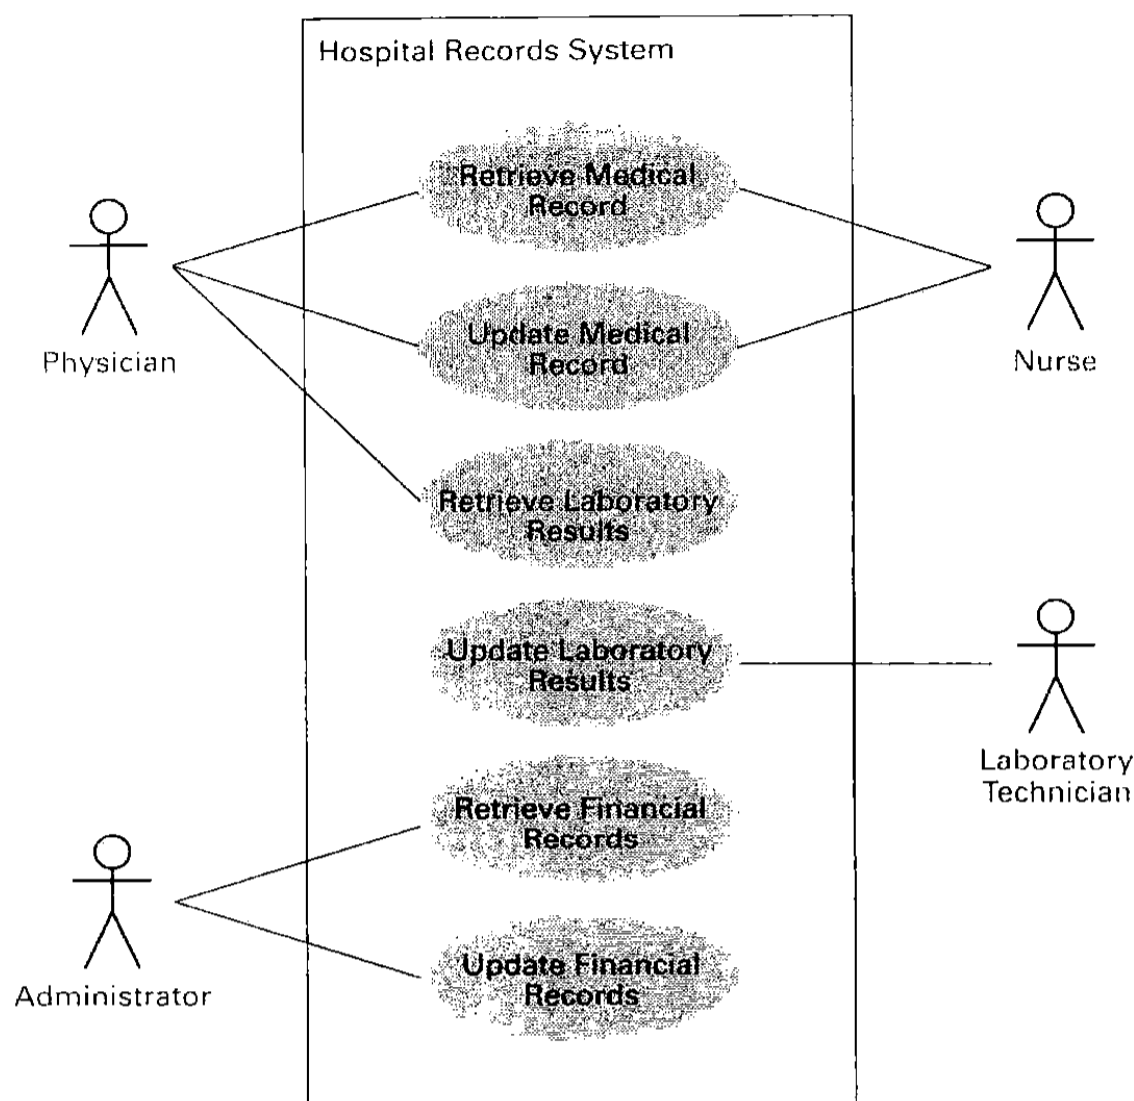 Hospital Records System
Retrieve Medical
Record
Physician
Update Medical
Record
Nurse
Retrieve Laboratory
Results
Update Laboratory
Results
Laboratory
Technician
Retrieve Financial
Records
Administrator
Update Financial
Records